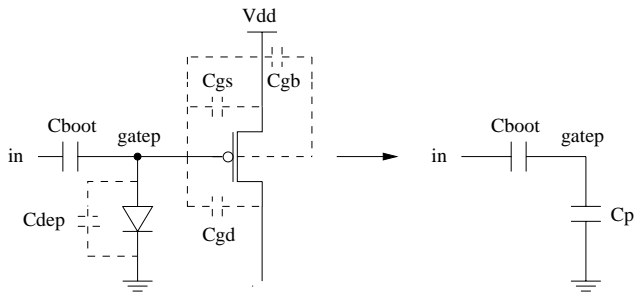 Vdd
Cgs
Cgb
Cboot
gatep
in
Cdep
Cgd
Cboot
gatep
in
Cp